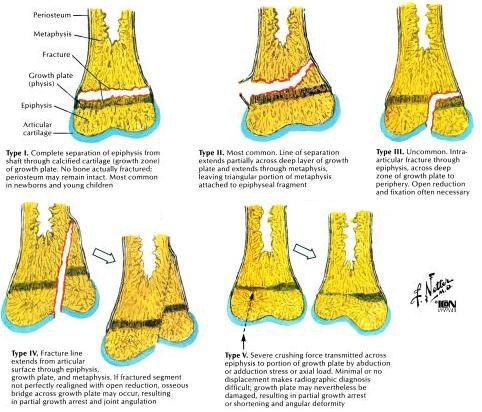 Periosteum
Metaphysis
Fracture
Growth plate
(physis)
Epiphysis
Articular
cartilage
Type I. Complete separation of epiphysis from
shaft through calcified cartilage (growth zone)
of growth plate. No bone actually fractured;
periosteum may remain intact. Most common
in newborns and young children
Type II. Most common. Line of separation
extends partially across deep layer of growth
plate and extends through metaphysis,
leaving triangular portion of metaphysis
attached to epiphyseal fragment
Type III. Uncommon. Intra-
articular fracture through
epiphysis, across deep
zone of growth plate to
periphery. Open reduction
and fixation often necessary
Type IV. Fracture line
extends from articular
surface through epiphysis,
growth plate, and metaphysis. If fractured segment
not perfectly realigned with open reduction, osseous
bridge across growth plate may occur, resulting in
partial growth arrest and joint angulation
Type V. Severe crushing force transmitted across
epiphysis to portion of growth plate by abduction
or adduction stress or axial load. Minimal or no
displacement makes radiographic diagnosis
difficult; growth plate may nevertheless be
damaged, resulting in partial growth arrest
or shortening and angular deformity
F. Netter
M.D.
ICON